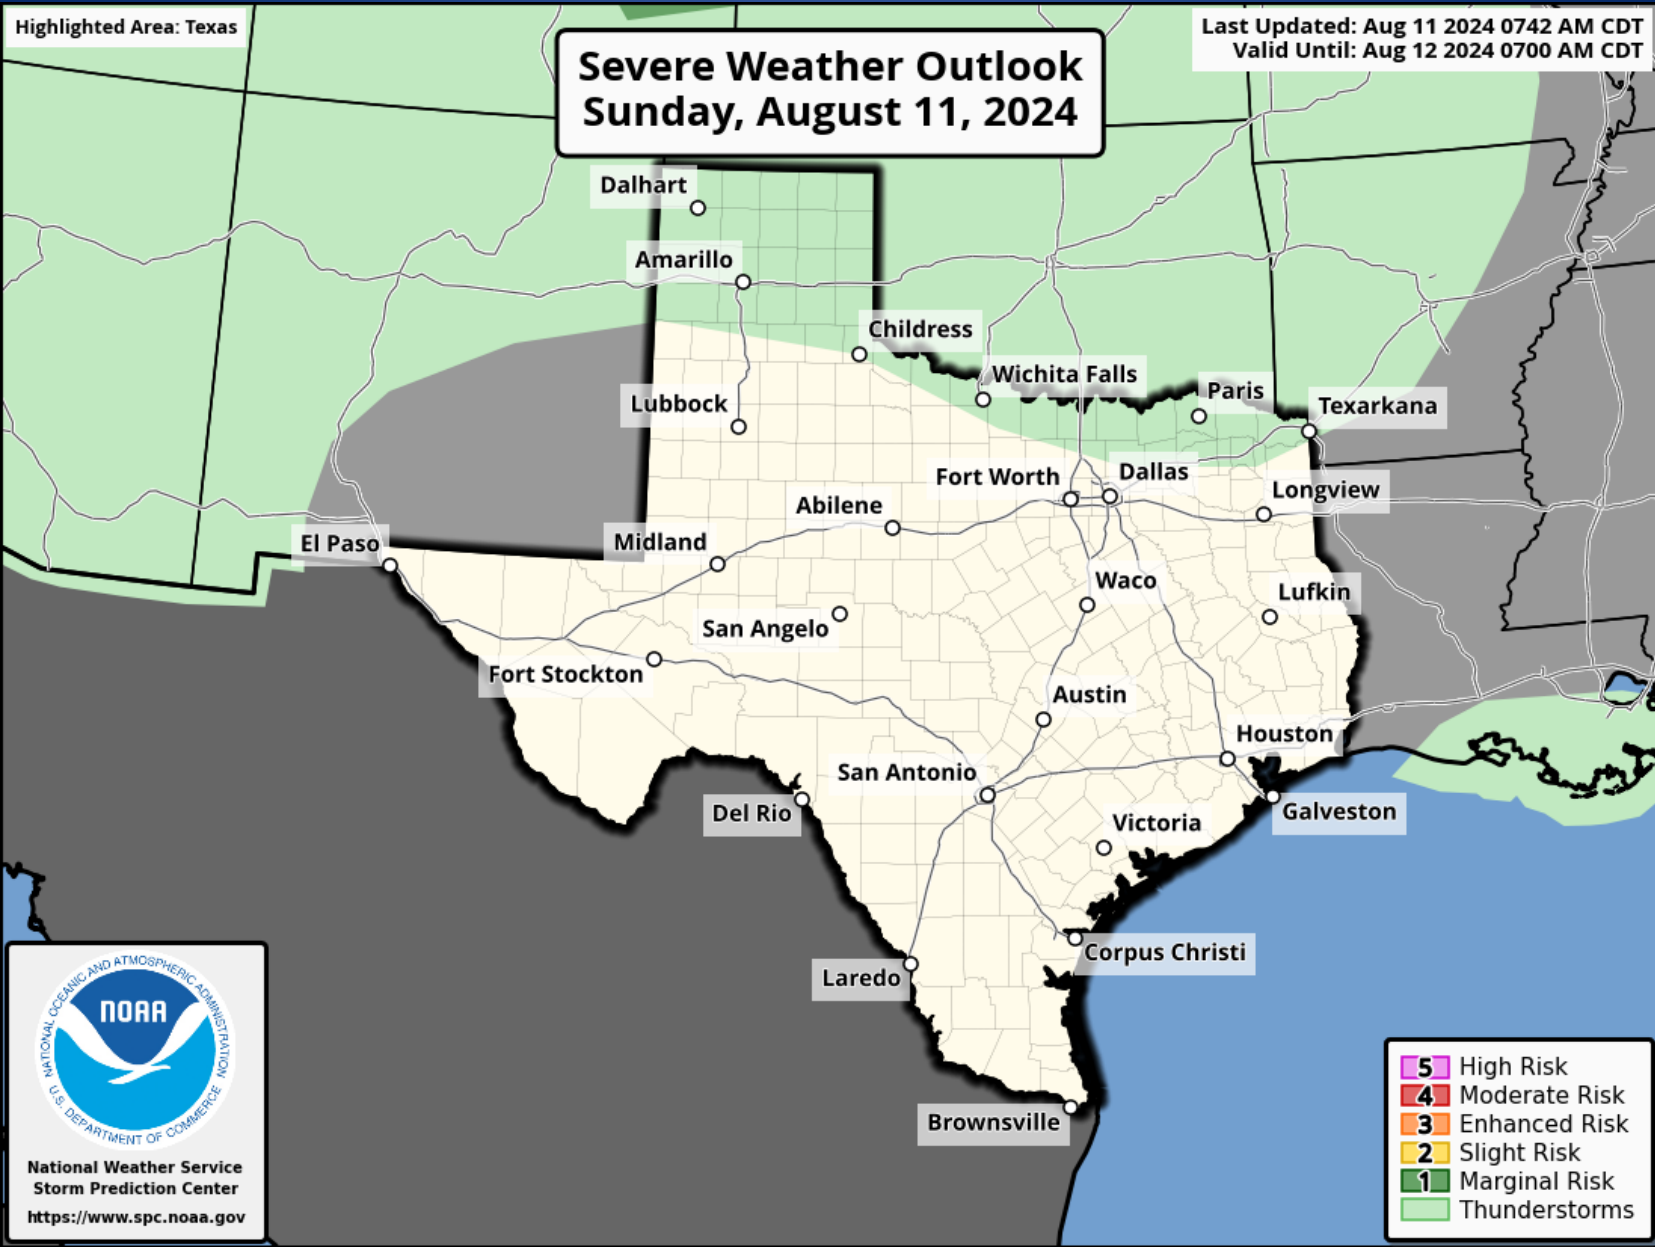 Highlighted Area: Texas
Severe Weather Outlook
Sunday, August 11, 2024
Last Updated: Aug 11 2024 0742 AM CDT
Valid Until: Aug 12 2024 0700 AM CDT
Dalhart
Amarillo
Childress
Wichita Falls
Paris
Texarkana
Lubbock
Fort Worth
Dallas
Longview
Abilene
El Paso
Midland
Waco
Lufkin
San Angelo
Fort Stockton
Austin
Houston
San Antonio
Del Rio
Galveston
Victoria
Corpus Christi
Laredo
Brownsville
NATIONAL OCEANIC AND ATMOSPHERIC ADMINISTRATION
NOAA
U.S. DEPARTMENT OF COMMERCE
National Weather Service
Storm Prediction Center
https://www.spc.noaa.gov
5 High Risk
4 Moderate Risk
3 Enhanced Risk
2 Slight Risk
1 Marginal Risk
Thunderstorms